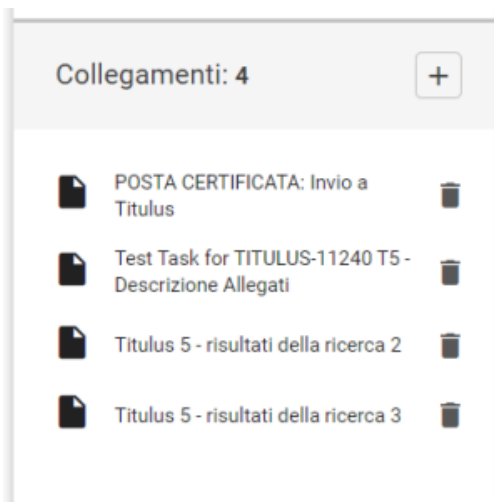 Collegamenti: 4
POSTA CERTIFICATA: Invio a
Titulus
Test Task for TITULUS-11240 T5 -
Descrizione Allegati
Titulus 5 - risultati della ricerca 2
Titulus 5 - risultati della ricerca 3